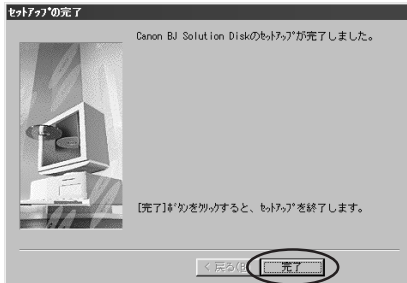 ｾｯﾄｱｯﾌﾟの完了
Canon BJ Solution Diskのｾｯﾄｱｯﾌﾟが完了しました。
[完了]ﾎﾞﾀﾝをｸﾘｯｸすると、ｾｯﾄｱｯﾌﾟを終了します。
< 戻る(B
完了